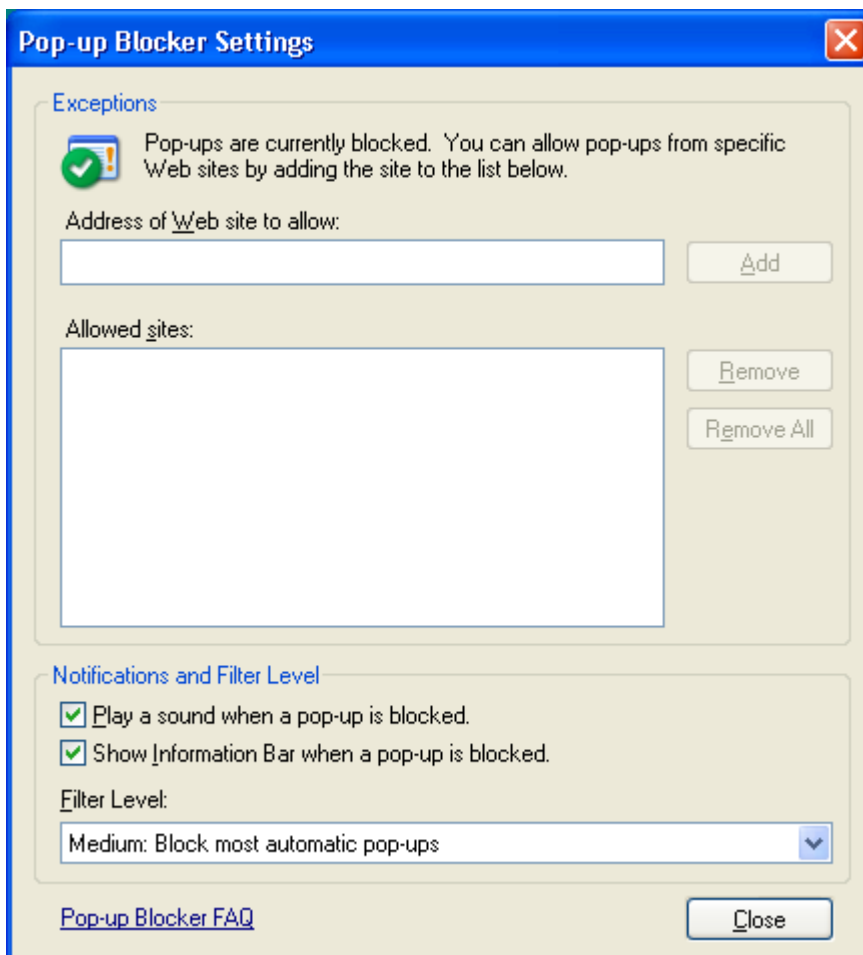 Pop-up Blocker Settings
Exceptions
Pop-ups are currently blocked. You can allow pop-ups from specific
Web sites by adding the site to the list below.
Address of Web site to allow:
Add
Allowed sites:
Remove
Remove All
Notifications and Filter Level
Play a sound when a pop-up is blocked.
Show Information Bar when a pop-up is blocked.
Filter Level:
Medium: Block most automatic pop-ups
Pop-up Blocker FAQ
Close